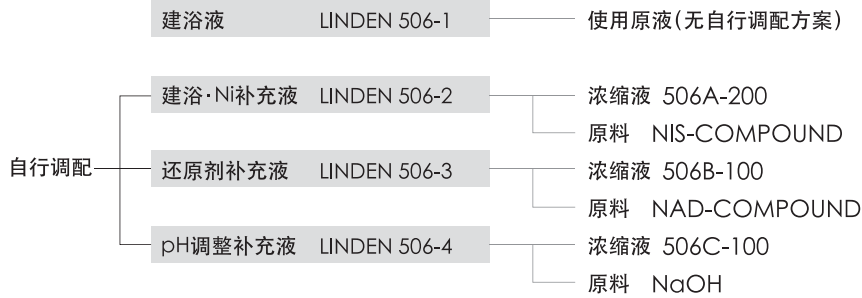 建浴液 LINDEN 506-1 使用原液(无自行调配方案)
建浴·Ni补充液 LINDEN 506-2 浓缩液 506A-200
原料 NIS-COMPOUND
自行调配 还原剂补充液 LINDEN 506-3 浓缩液 506B-100
原料 NAD-COMPOUND
pH调整补充液 LINDEN 506-4 浓缩液 506C-100
原料 NaOH